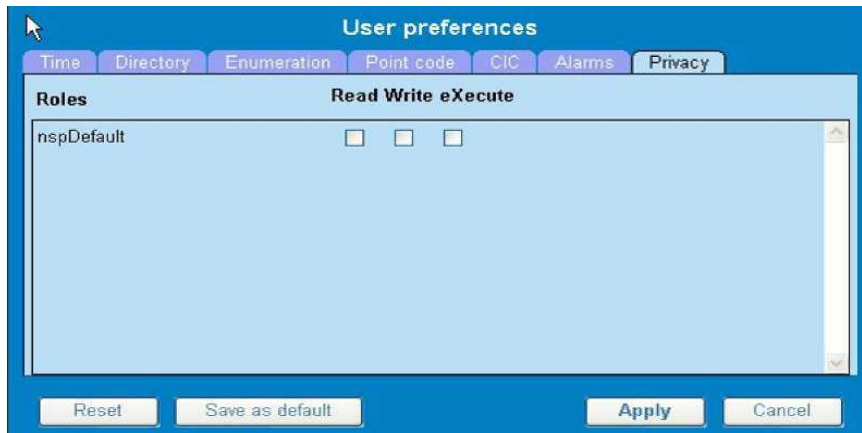 User preferences
Time Directory Enumeration Point code CIC Alarms Privacy
Roles Read Write eXecute
nspDefault
Reset Save as default Apply Cancel